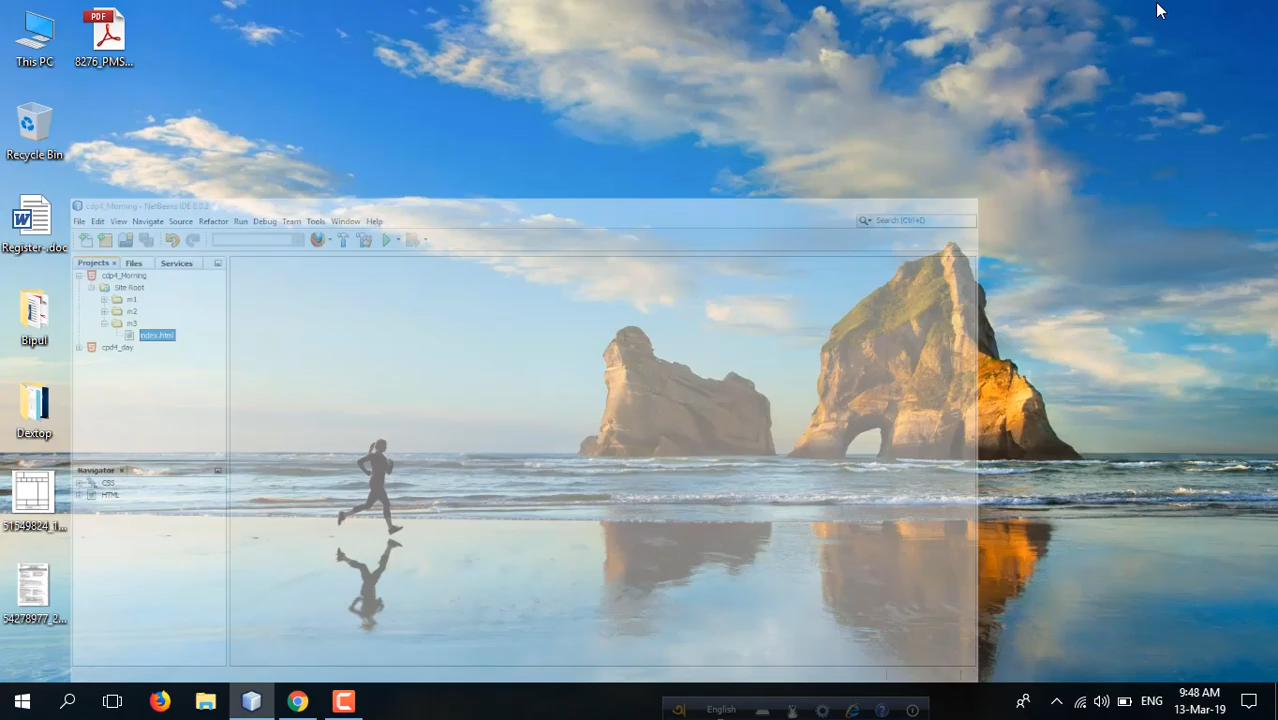 This PC
PDF
8276_PMS...
Recycle Bin
W
Register-.doc
Bipul
Dextop
51549824_1...
54278977_2...
cdp4_Morning - NetBeans IDE 8.0.2
File Edit View Navigate Source Refactor Run Debug Team Tools Window Help
Search (Ctrl+I)
Projects × Files Services
cdp4_Morning
Site Root
m1
m2
m3
index.html
cpd4_day
Navigator ×
CSS
HTML
English
ENG
9:48 AM
13-Mar-19